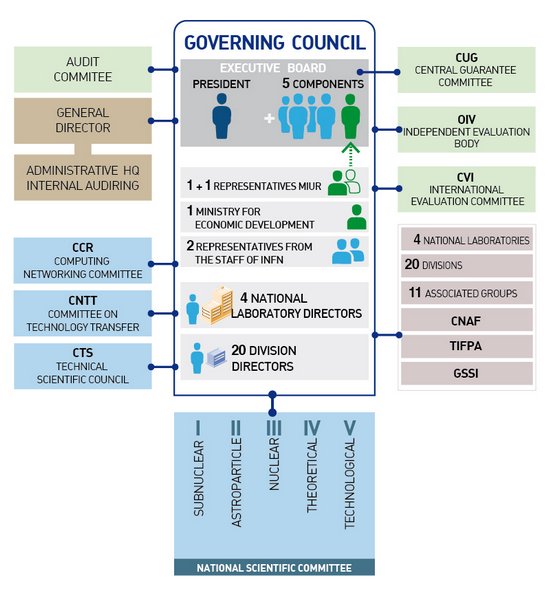 GOVERNING COUNCIL
EXECUTIVE BOARD
PRESIDENT
5 COMPONENTS
+
1 + 1 REPRESENTATIVES MIUR
1 MINISTRY FOR
ECONOMIC DEVELOPMENT
2 REPRESENTATIVES FROM
THE STAFF OF INFN
4 NATIONAL
LABORATORY DIRECTORS
20 DIVISION
DIRECTORS
AUDIT
COMMITEE
GENERAL
DIRECTOR
ADMINISTRATIVE HQ
INTERNAL AUDIRING
CCR
COMPUTING
NETWORKING COMMITTEE
CNTT
COMMITTEE ON
TECHNOLOGY TRANSFER
CTS
TECHNICAL
SCIENTIFIC COUNCIL
CUG
CENTRAL GUARANTEE
COMMITTEE
OIV
INDEPENDENT EVALUATION
BODY
CVI
INTERNATIONAL
EVALUATION COMMITTEE
4 NATIONAL LABORATORIES
20 DIVISIONS
11 ASSOCIATED GROUPS
CNAF
TIFPA
GSSI
I
SUBNUCLEAR
II
ASTROPARTICLE
III
NUCLEAR
IV
THEORETICAL
V
TECHNOLOGICAL
NATIONAL SCIENTIFIC COMMITTEE